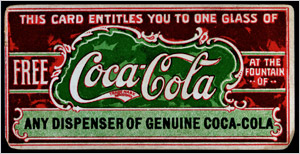 THIS CARD ENTITLES YOU TO ONE GLASS OF
FREE
Coca-Cola
AT THE
FOUNTAIN
OF
ANY DISPENSER OF GENUINE COCA-COLA